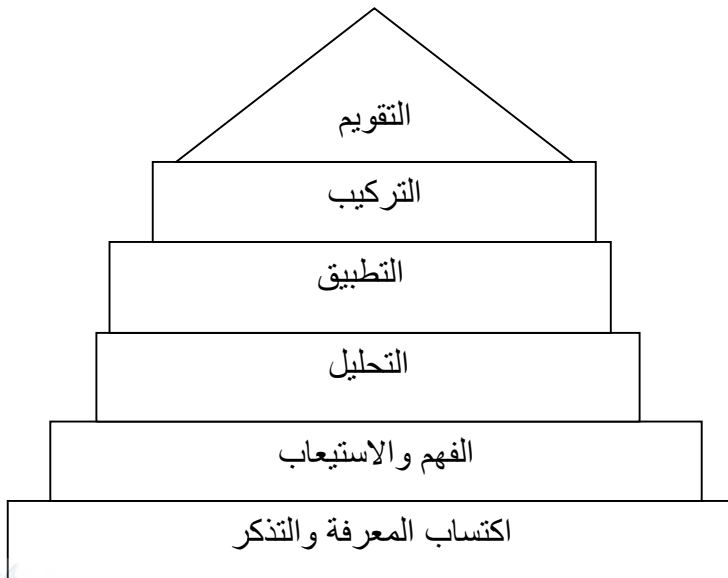 التقويم
التركيب
التطبيق
التحليل
الفهم والاستيعاب
اكتساب المعرفة والتذكر